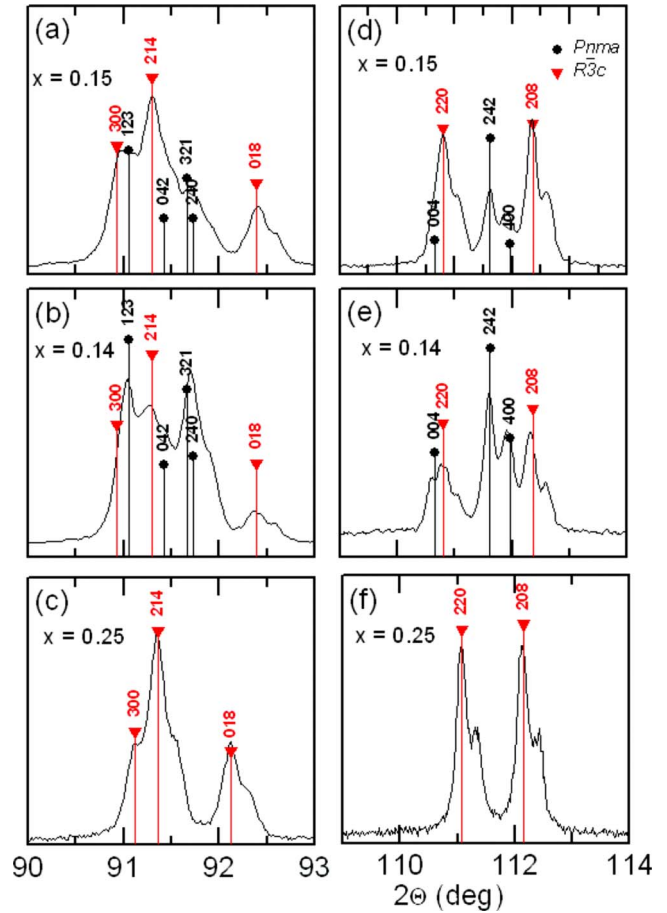 (a)
x = 0.15
300
123
214
042
321
240
018
(d)
x = 0.15
Pnma
R3̅c
004
220
242
400
208
(b)
x = 0.14
300
123
214
042
321
240
018
(e)
x = 0.14
004
220
242
400
208
(c)
x = 0.25
300
214
018
(f)
x = 0.25
220
208
90 91 92 93
110 112 114
2Θ (deg)